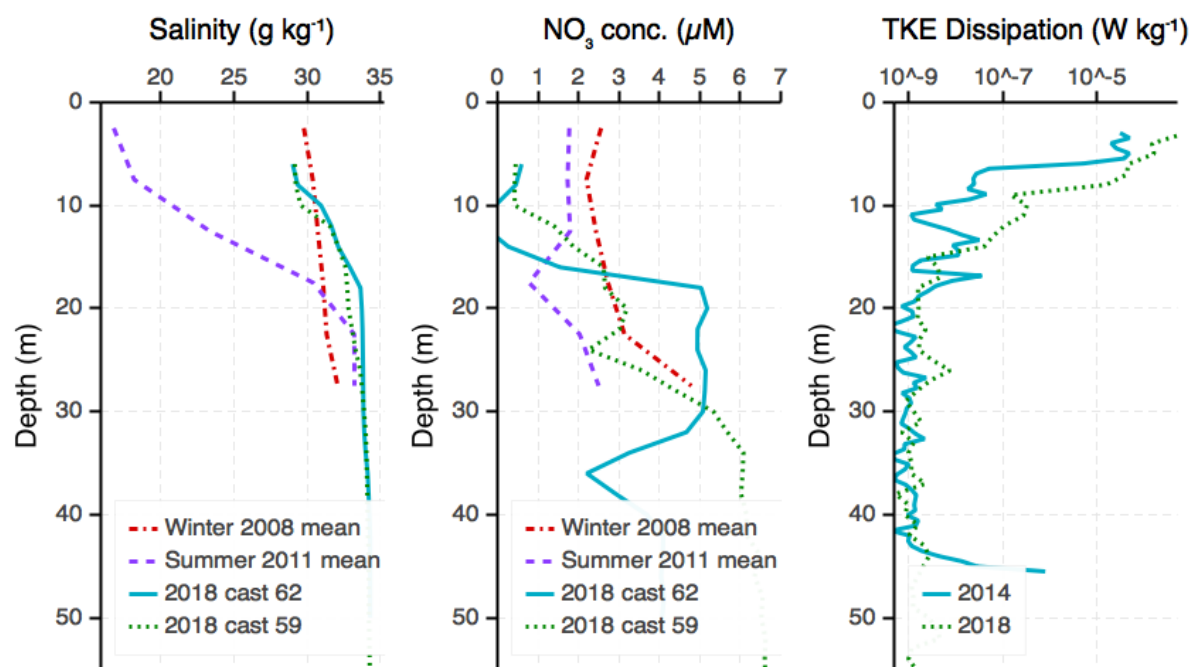 Salinity (g kg⁻¹)
20 25 30 35
0
10
20
30
40
50
Depth (m)
Winter 2008 mean
Summer 2011 mean
2018 cast 62
2018 cast 59
NO₃ conc. (µM)
0 1 2 3 4 5 6 7
0
10
20
30
40
50
Depth (m)
Winter 2008 mean
Summer 2011 mean
2018 cast 62
2018 cast 59
TKE Dissipation (W kg⁻¹)
10^-9 10^-7 10^-5
0
10
20
30
40
50
Depth (m)
2014
2018